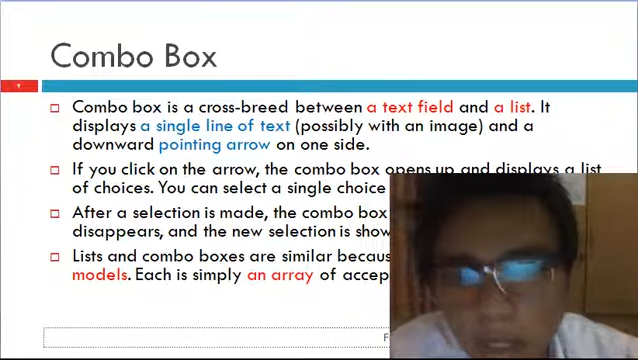 Combo Box
Combo box is a cross-breed between a text field and a list. It
displays a single line of text (possibly with an image) and a
downward pointing arrow on one side.
If you click on the arrow, the combo box opens up and displays a list
of choices. You can select a single choice
After a selection is made, the combo box
disappears, and the new selection is show
Lists and combo boxes are similar becaus
models. Each is simply an array of accep
F